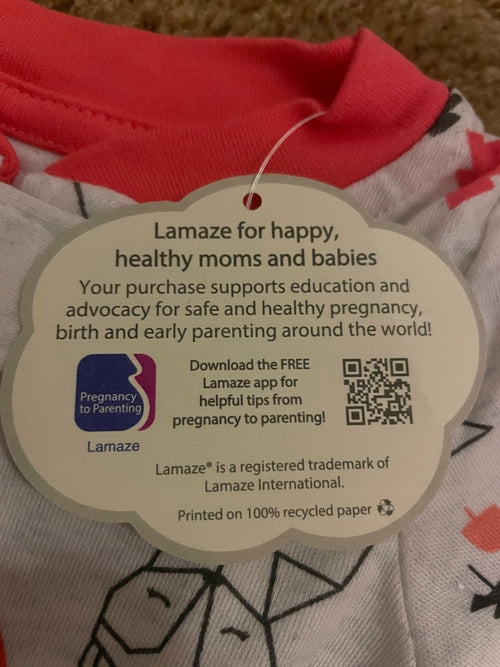 Lamaze for happy,
healthy moms and babies
Your purchase supports education and
advocacy for safe and healthy pregnancy,
birth and early parenting around the world!
Pregnancy
to Parenting
Lamaze
Download the FREE
Lamaze app for
helpful tips from
pregnancy to parenting!
Lamaze® is a registered trademark of
Lamaze International.
Printed on 100% recycled paper